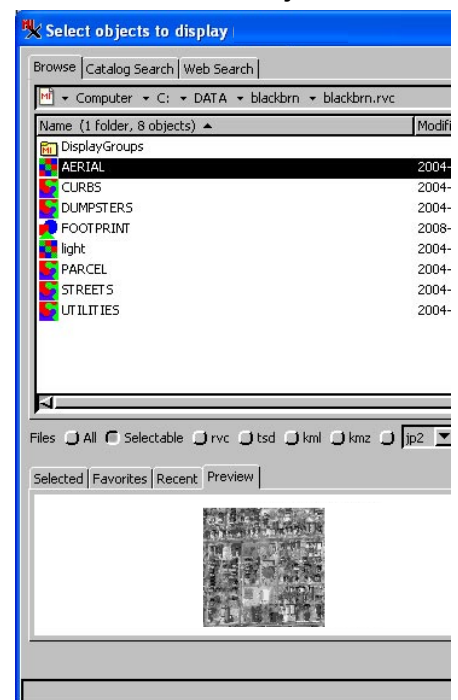 Select objects to display
Browse Catalog Search Web Search
Computer C: DATA blackbrn blackbrn.rvc
Name (1 folder, 8 objects) Modifi
DisplayGroups
AERIAL 2004-
CURBS 2004-
DUMPSTERS 2004-
FOOTPRINT 2008-
light 2004-
PARCEL 2004-
STREETS 2004-
UTILITIES 2004-
Files All Selectable rvc tsd kml kmz jp2
Selected Favorites Recent Preview